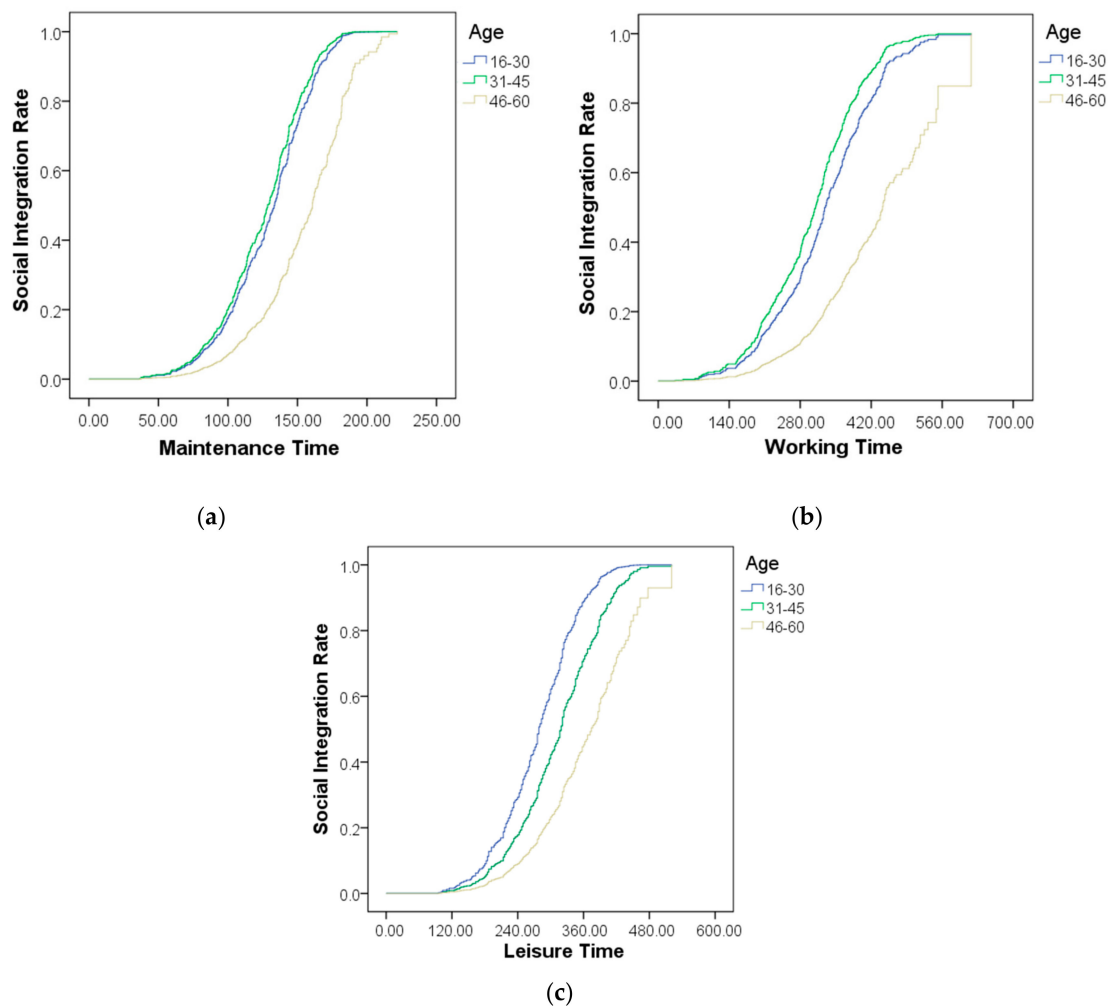 Age
16-30
31-45
46-60
Social Integration Rate
1.0
0.8
0.6
0.4
0.2
0.0
0.00 50.00 100.00 150.00 200.00 250.00
Maintenance Time
(a)
Age
16-30
31-45
46-60
Social Integration Rate
1.0
0.8
0.6
0.4
0.2
0.0
0.00 140.00 280.00 420.00 560.00 700.00
Working Time
(b)
Age
16-30
31-45
46-60
Social Integration Rate
1.0
0.8
0.6
0.4
0.2
0.0
0.00 120.00 240.00 360.00 480.00 600.00
Leisure Time
(c)